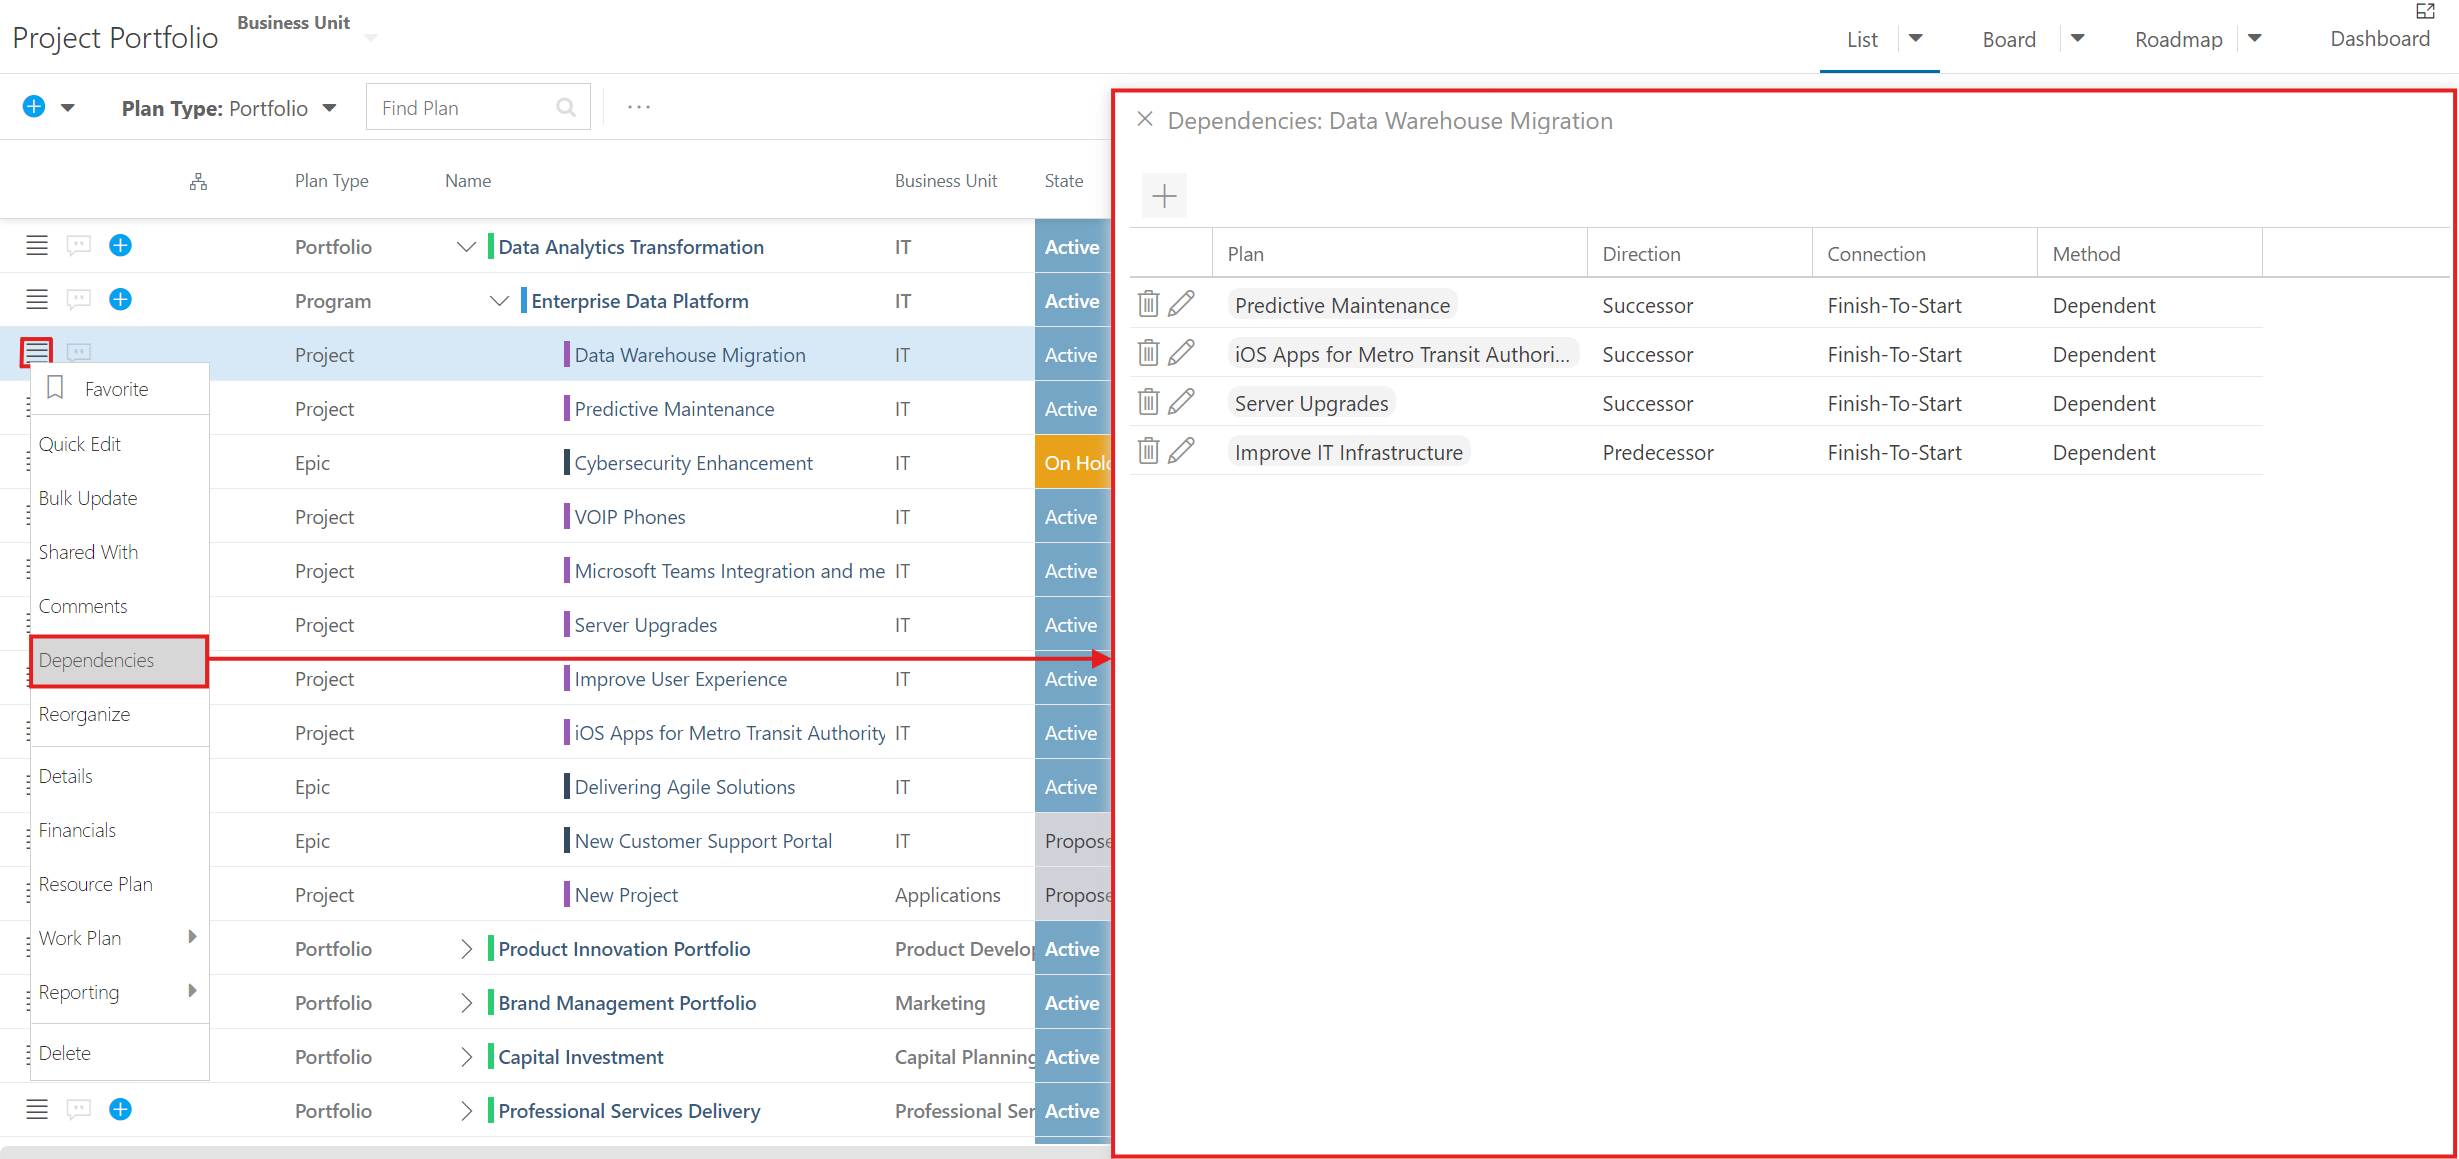 Project Portfolio
Business Unit
List
Board
Roadmap
Dashboard
Plan Type: Portfolio
Find Plan
...
Plan Type Name Business Unit State
Portfolio Data Analytics Transformation IT Active
Program Enterprise Data Platform IT Active
Project Data Warehouse Migration IT Active
Project Predictive Maintenance IT Active
Epic Cybersecurity Enhancement IT On Hold
Project VOIP Phones IT Active
Project Microsoft Teams Integration and me IT Active
Project Server Upgrades IT Active
Project Improve User Experience IT Active
Project iOS Apps for Metro Transit Authority IT Active
Epic Delivering Agile Solutions IT Active
Epic New Customer Support Portal IT Propose
Project New Project Applications Propose
Portfolio Product Innovation Portfolio Product Develop Active
Portfolio Brand Management Portfolio Marketing Active
Portfolio Capital Investment Capital Planning Active
Portfolio Professional Services Delivery Professional Ser Active
Favorite
Quick Edit
Bulk Update
Shared With
Comments
Dependencies
Reorganize
Details
Financials
Resource Plan
Work Plan
Reporting
Delete
Dependencies: Data Warehouse Migration
Plan Direction Connection Method
Predictive Maintenance Successor Finish-To-Start Dependent
iOS Apps for Metro Transit Authori... Successor Finish-To-Start Dependent
Server Upgrades Successor Finish-To-Start Dependent
Improve IT Infrastructure Predecessor Finish-To-Start Dependent